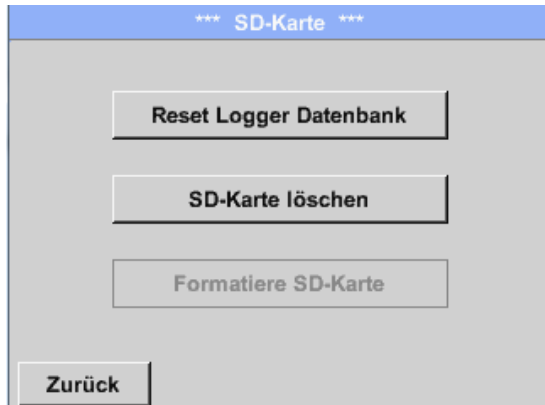 *** SD-Karte ***
Reset Logger Datenbank
SD-Karte löschen
Formatiere SD-Karte
Zurück